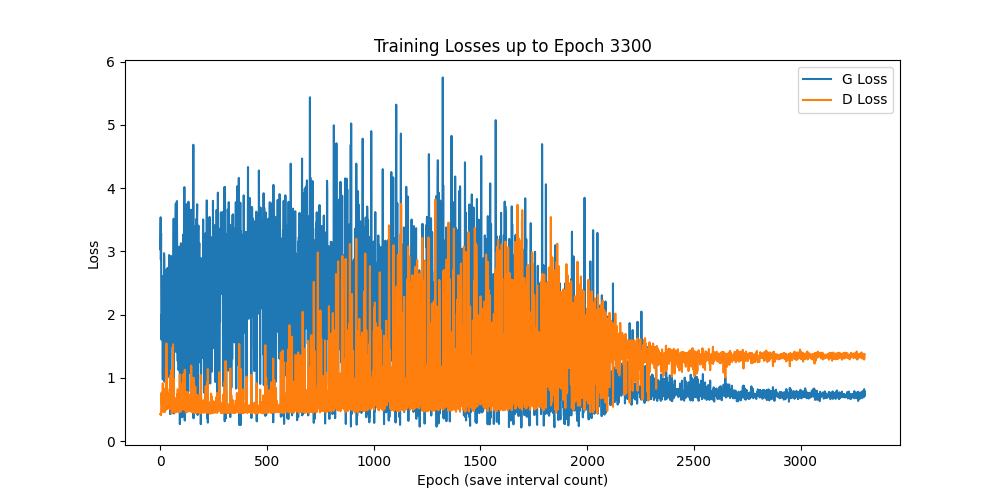 Training Losses up to Epoch 3300
G Loss
D Loss
6
5
4
3
2
1
0
Loss
0
500
1000
1500
2000
2500
3000
Epoch (save interval count)